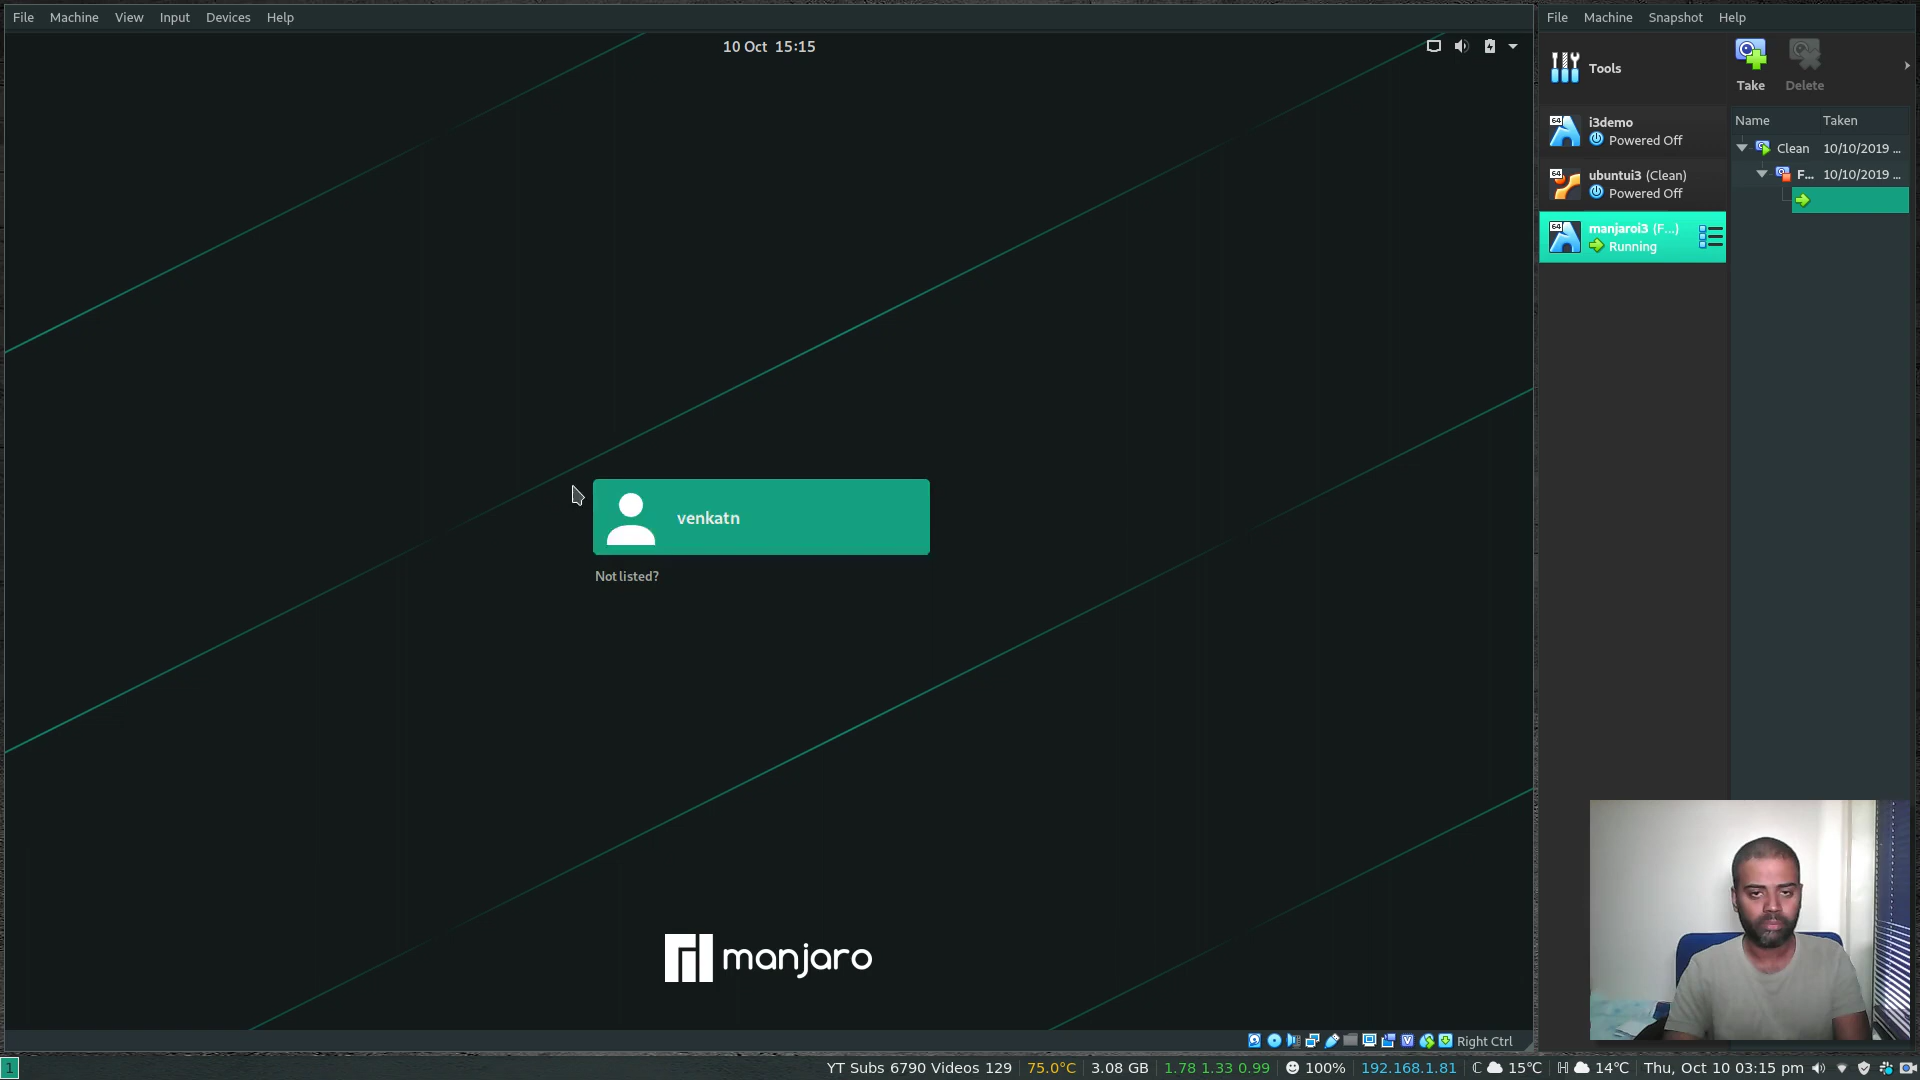 File Machine View Input Devices Help
10 Oct 15:15
venkatn
Not listed?
manjaro
Right Ctrl
File Machine Snapshot Help
Tools
Take
Delete
64
i3demo
Powered Off
64
ubuntui3 (Clean)
Powered Off
64
manjaroi3 (F...)
Running
Name Taken
Clean 10/10/2019 ...
F... 10/10/2019 ...
1
YT Subs 6790 Videos 129 75.0°C 3.08 GB 1.78 1.33 0.99 100% 192.168.1.81 C 15°C H 14°C Thu, Oct 10 03:15 pm